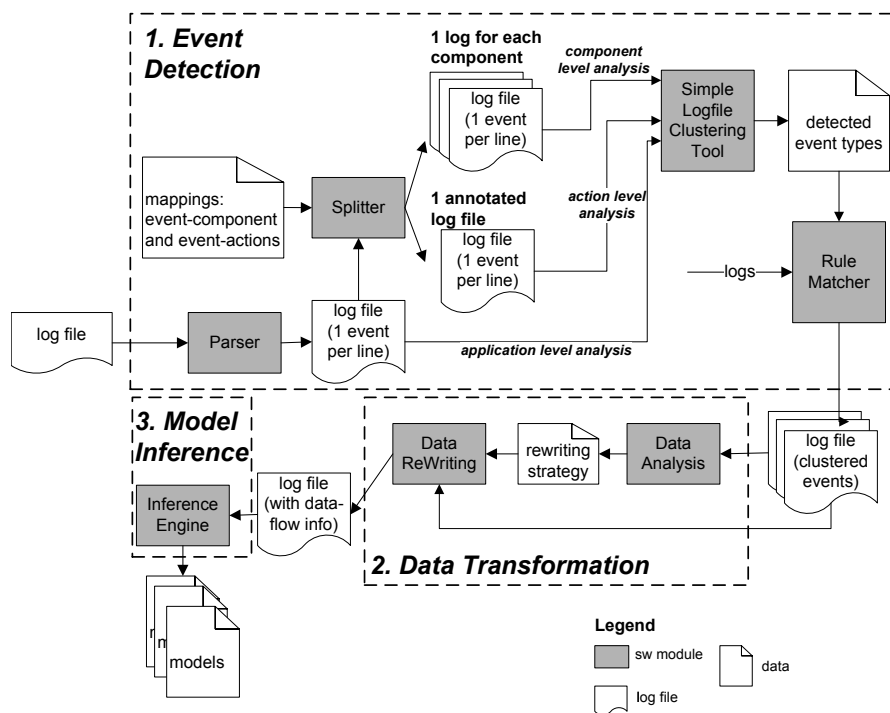 1. Event
Detection
1 log for each
component
component
level analysis
log file
(1 event
per line)
Simple
Logfile
Clustering
Tool
detected
event types
mappings:
event-component
and event-actions
Splitter
1 annotated
log file
action level
analysis
log file
(1 event
per line)
logs
Rule
Matcher
log file
Parser
log file
(1 event
per line)
application level analysis
3. Model
Inference
Data
ReWriting
rewriting
strategy
Data
Analysis
log file
(clustered
events)
Inference
Engine
log file
(with data-
flow info)
2. Data Transformation
m
m
models
Legend
sw module
data
log file